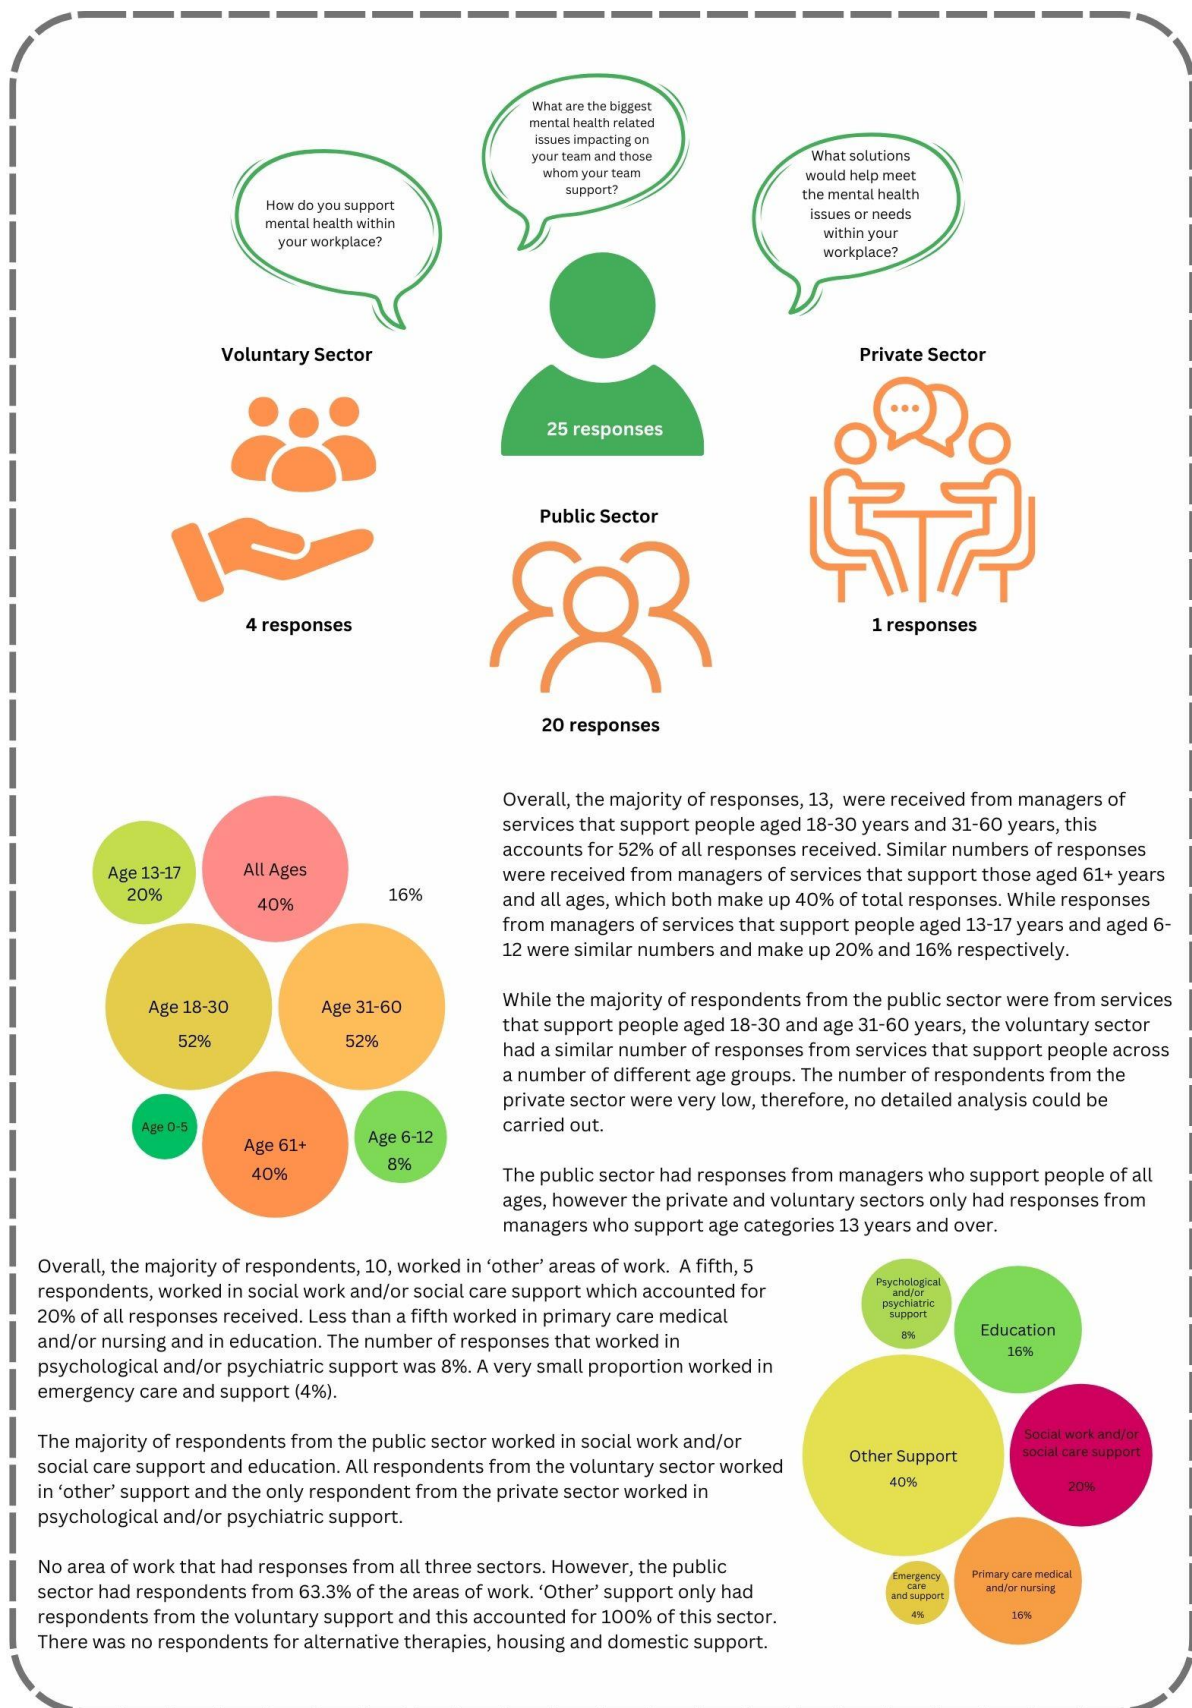 What are the biggest
mental health related
issues impacting on
your team and those
whom your team
support?
How do you support
mental health within
your workplace?
What solutions
would help meet
the mental health
issues or needs
within your
workplace?
Voluntary Sector
Private Sector
25 responses
Public Sector
4 responses
1 responses
20 responses
Age 13-17
20%
All Ages
40%
16%
Age 18-30
52%
Age 31-60
52%
Age 0-5
Age 61+
40%
Age 6-12
8%
Overall, the majority of responses, 13,  were received from managers of
services that support people aged 18-30 years and 31-60 years, this
accounts for 52% of all responses received. Similar numbers of responses
were received from managers of services that support those aged 61+ years
and all ages, which both make up 40% of total responses. While responses
from managers of services that support people aged 13-17 years and aged 6-
12 were similar numbers and make up 20% and 16% respectively.
While the majority of respondents from the public sector were from services
that support people aged 18-30 and age 31-60 years, the voluntary sector
had a similar number of responses from services that support people across
a number of different age groups. The number of respondents from the
private sector were very low, therefore, no detailed analysis could be
carried out.
The public sector had responses from managers who support people of all
ages, however the private and voluntary sectors only had responses from
managers who support age categories 13 years and over.
Overall, the majority of respondents, 10, worked in ‘other’ areas of work.  A fifth, 5
respondents, worked in social work and/or social care support which accounted for
20% of all responses received. Less than a fifth worked in primary care medical
and/or nursing and in education. The number of responses that worked in
psychological and/or psychiatric support was 8%. A very small proportion worked in
emergency care and support (4%).
The majority of respondents from the public sector worked in social work and/or
social care support and education. All respondents from the voluntary sector worked
in ‘other’ support and the only respondent from the private sector worked in
psychological and/or psychiatric support.
No area of work that had responses from all three sectors. However, the public
sector had respondents from 63.3% of the areas of work. ‘Other’ support only had
respondents from the voluntary support and this accounted for 100% of this sector.
There was no respondents for alternative therapies, housing and domestic support.
Psychological
and/or
psychiatric
support
8%
Education
16%
Other Support
40%
Social work and/or
social care support
20%
Emergency
care
and support
4%
Primary care medical
and/or nursing
16%